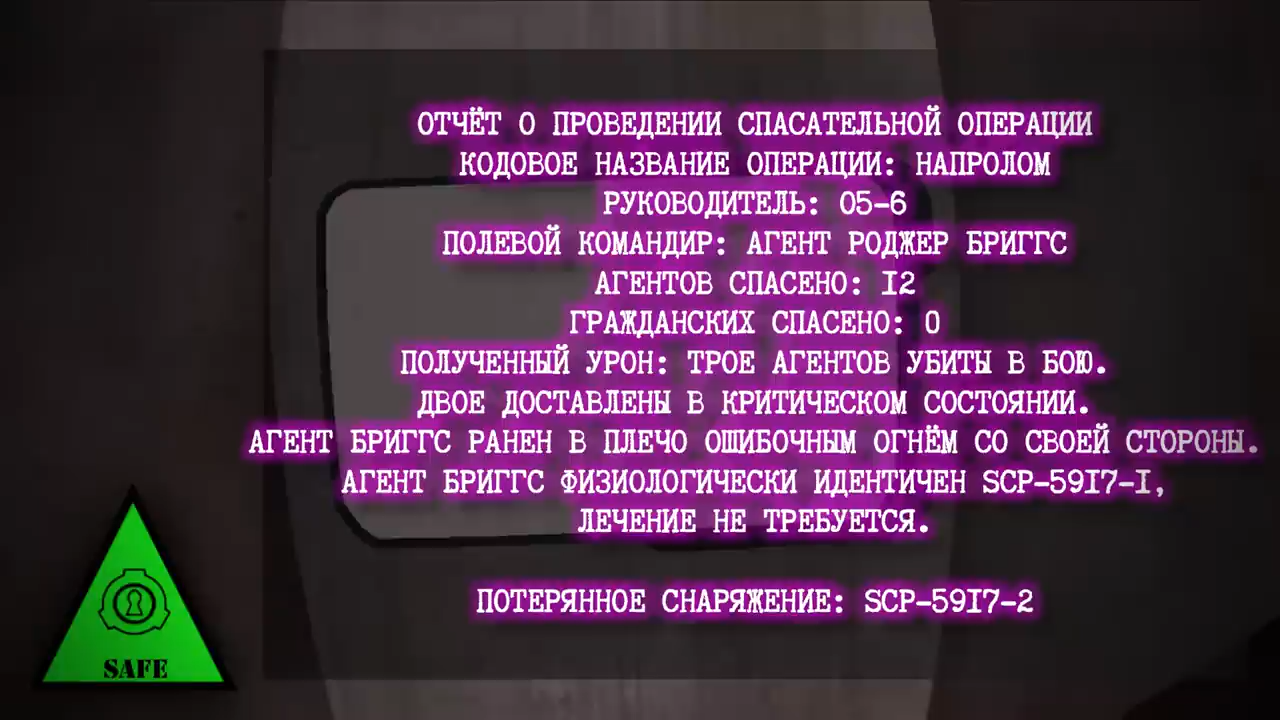 ОТЧЁТ О ПРОВЕДЕНИИ СПАСАТЕЛЬНОЙ ОПЕРАЦИИ
КОДОВОЕ НАЗВАНИЕ ОПЕРАЦИИ: НАПРОЛОМ
РУКОВОДИТЕЛЬ: О5-6
ПОЛЕВОЙ КОМАНДИР: АГЕНТ РОДЖЕР БРИГГС
АГЕНТОВ СПАСЕНО: 12
ГРАЖДАНСКИХ СПАСЕНО: 0
ПОЛУЧЕННЫЙ УРОН: ТРОЕ АГЕНТОВ УБИТЫ В БОЮ.
ДВОЕ ДОСТАВЛЕНЫ В КРИТИЧЕСКОМ СОСТОЯНИИ.
АГЕНТ БРИГГС РАНЕН В ПЛЕЧО ОШИБОЧНЫМ ОГНЁМ СО СВОЕЙ СТОРОНЫ.
АГЕНТ БРИГГС ФИЗИОЛОГИЧЕСКИ ИДЕНТИЧЕН SCP-5917-1,
ЛЕЧЕНИЕ НЕ ТРЕБУЕТСЯ.
ПОТЕРЯННОЕ СНАРЯЖЕНИЕ: SCP-5917-2
SAFE